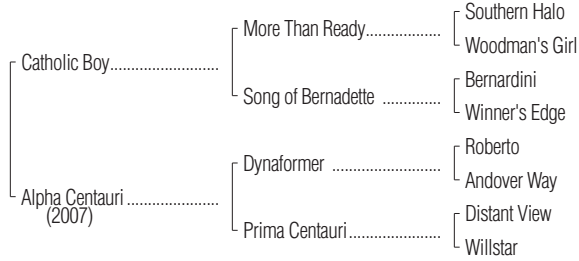 Southern Halo
More Than Ready....................
Woodman's Girl
Catholic Boy.............................
Bernardini
Song of Bernadette ...............
Winner's Edge
Roberto
Dynaformer .............................
Andover Way
Alpha Centauri ........................
(2007)
Distant View
Prima Centauri........................
Willstar